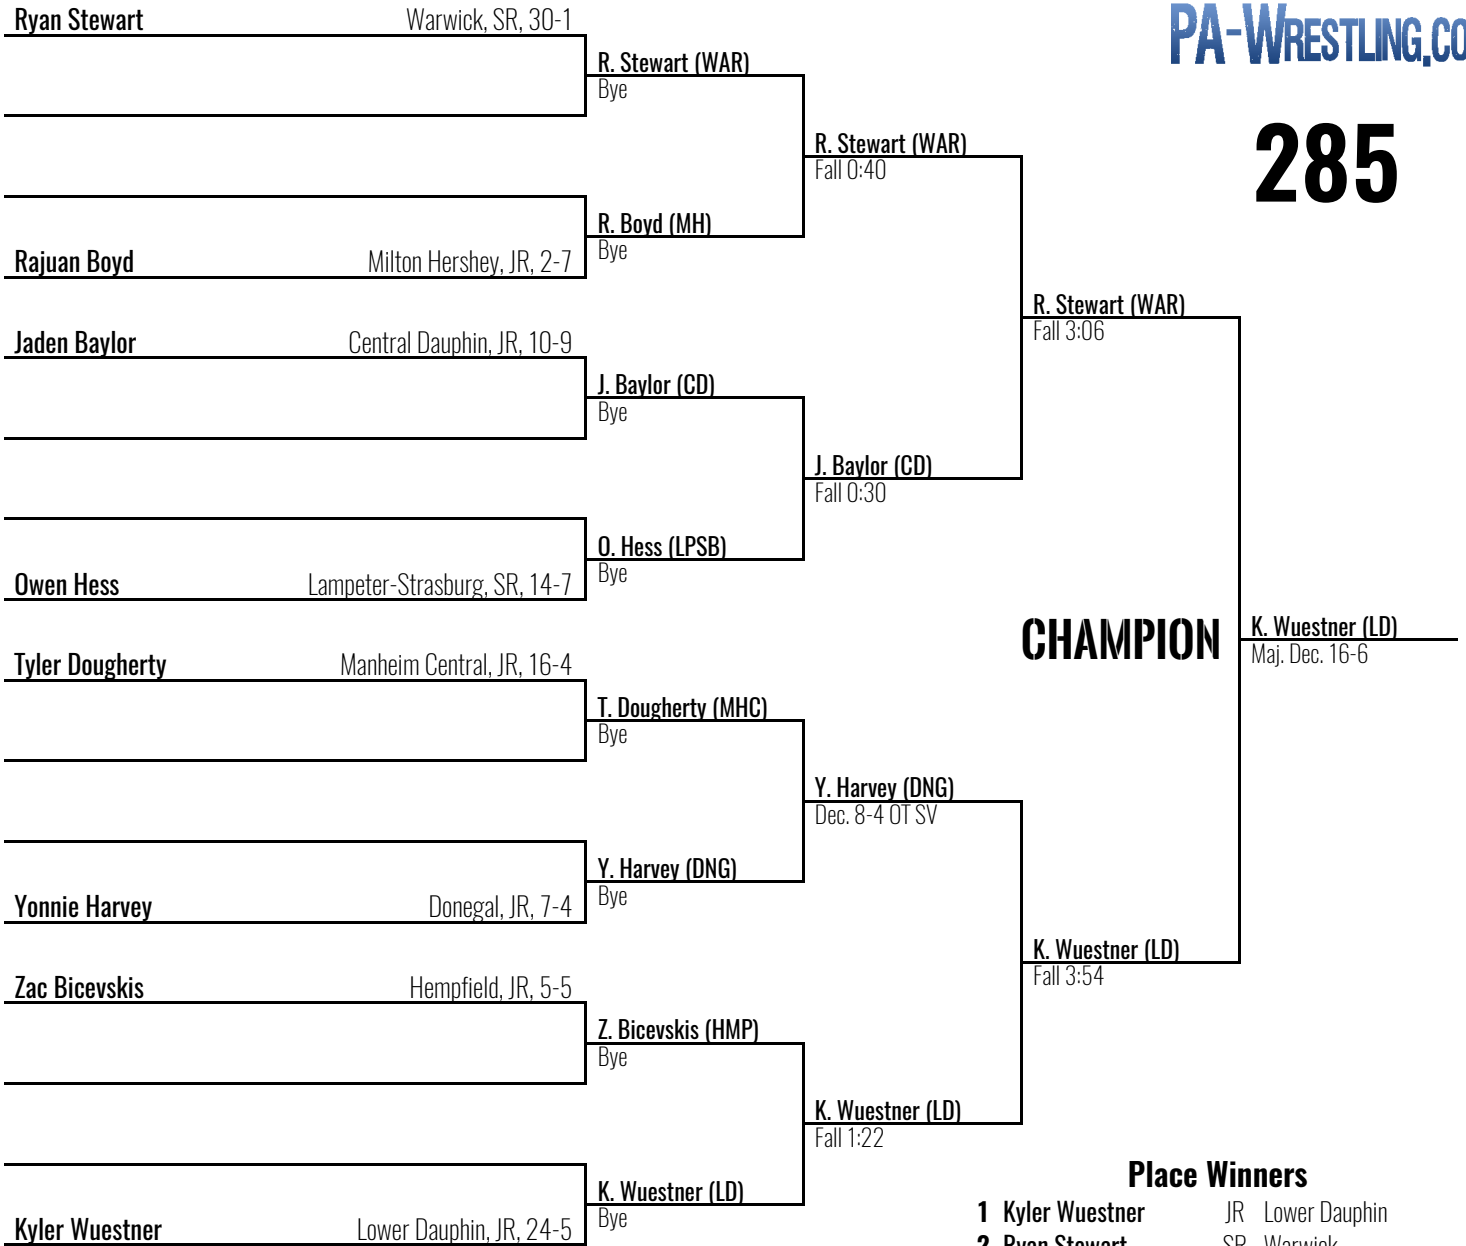 Ryan Stewart Warwick, SR, 30-1
PA-WRESTLING.CO
R. Stewart (WAR)
Bye
R. Stewart (WAR)
Fall 0:40
285
R. Boyd (MH)
Bye
Rajuan Boyd Milton Hershey, JR, 2-7
R. Stewart (WAR)
Fall 3:06
Jaden Baylor Central Dauphin, JR, 10-9
J. Baylor (CD)
Bye
J. Baylor (CD)
Fall 0:30
O. Hess (LPSB)
Bye
Owen Hess Lampeter-Strasburg, SR, 14-7
CHAMPION
K. Wuestner (LD)
Maj. Dec. 16-6
Tyler Dougherty Manheim Central, JR, 16-4
T. Dougherty (MHC)
Bye
Y. Harvey (DNG)
Dec. 8-4 OT SV
Y. Harvey (DNG)
Bye
Yonnie Harvey Donegal, JR, 7-4
K. Wuestner (LD)
Fall 3:54
Zac Bicevskis Hempfield, JR, 5-5
Z. Bicevskis (HMP)
Bye
K. Wuestner (LD)
Fall 1:22
K. Wuestner (LD)
Bye
Kyler Wuestner Lower Dauphin, JR, 24-5
Place Winners
1 Kyler Wuestner JR Lower Dauphin
2 Ryan Stewart SR Warwick